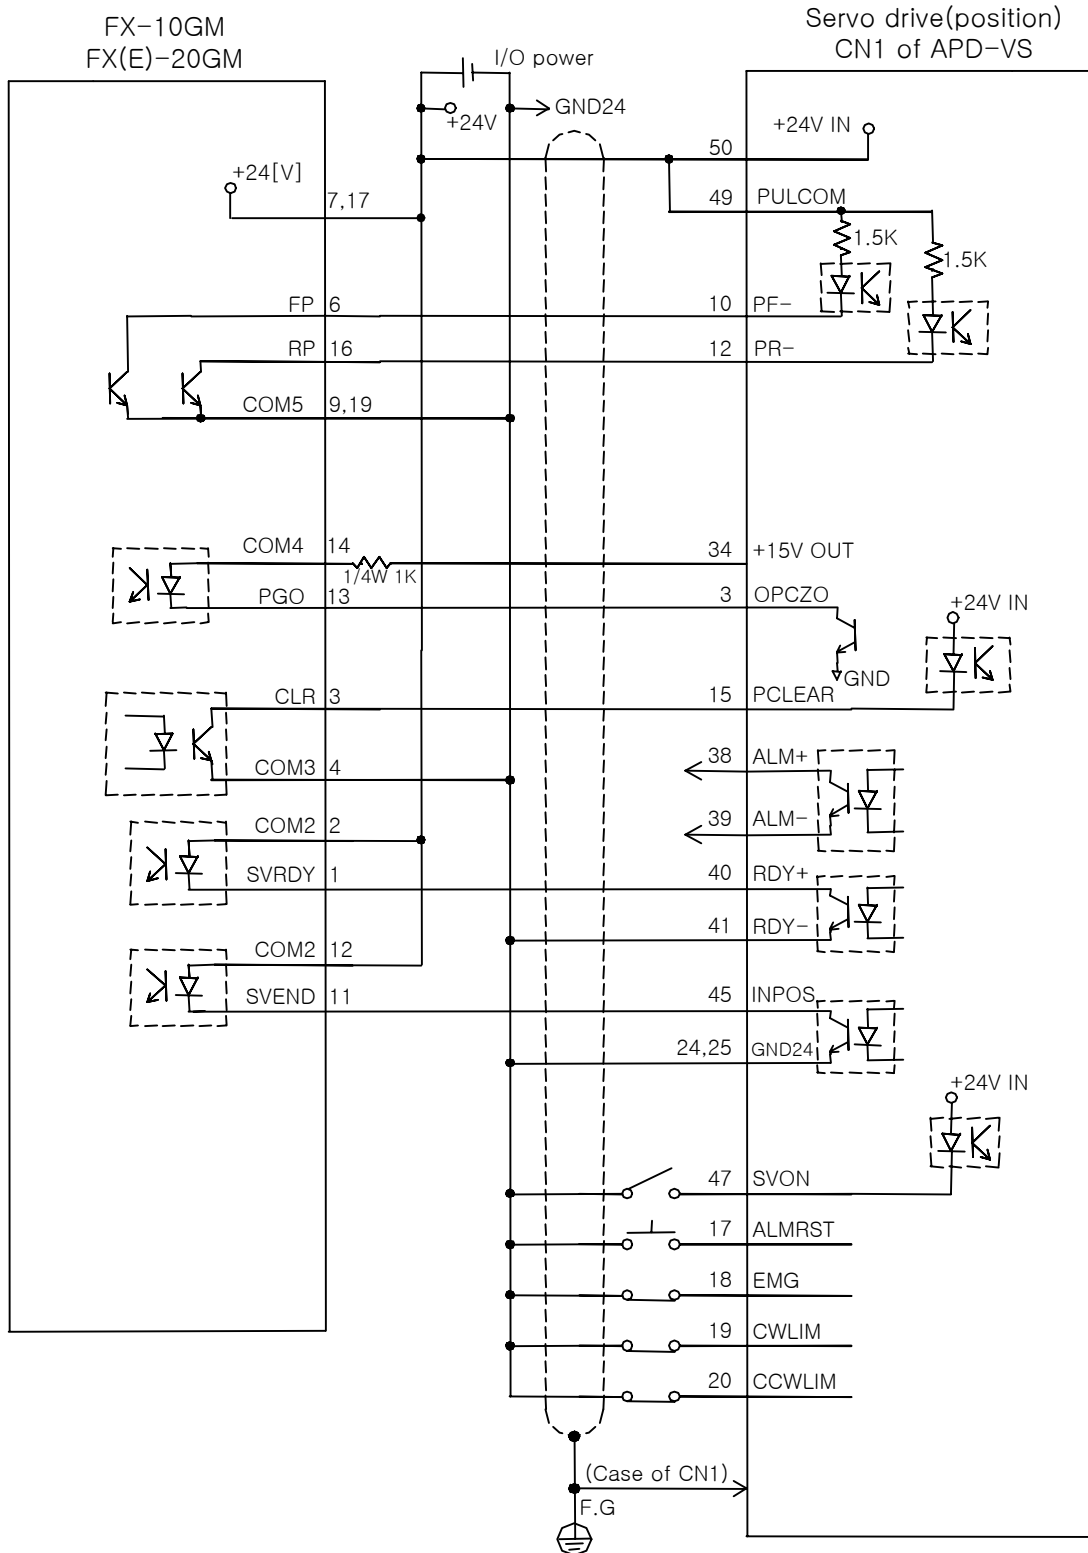 FX-10GM
FX(E)-20GM
Servo drive(position)
CN1 of APD-VS
I/O power
+24V
GND24
+24V IN
50
+24[V]
7,17
49 PULCOM
1.5K
1.5K
FP 6
10 PF-
RP 16
12 PR-
COM5 9,19
COM4 14
1/4W 1K
34 +15V OUT
PGO 13
3 OPCZO
+24V IN
GND
CLR 3
15 PCLEAR
38 ALM+
COM3 4
39 ALM-
COM2 2
SVRDY 1
40 RDY+
41 RDY-
COM2 12
SVEND 11
45 INPOS
24,25 GND24
+24V IN
47 SVON
17 ALMRST
18 EMG
19 CWLIM
20 CCWLIM
(Case of CN1)
F.G